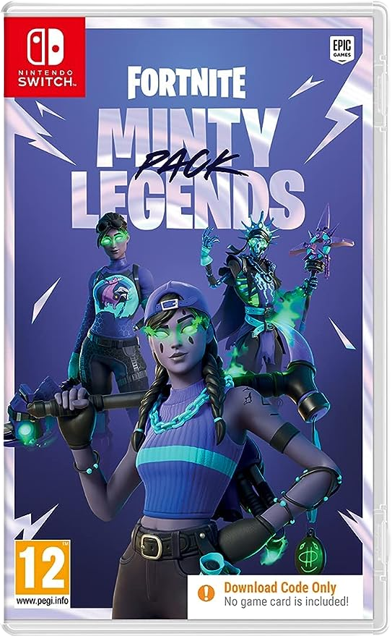 NINTENDO
SWITCH™
EPIC
GAMES
FORTNITE
MINTY
PACK
LEGENDS
12
www.pegi.info
! Download Code Only
No game card is included!